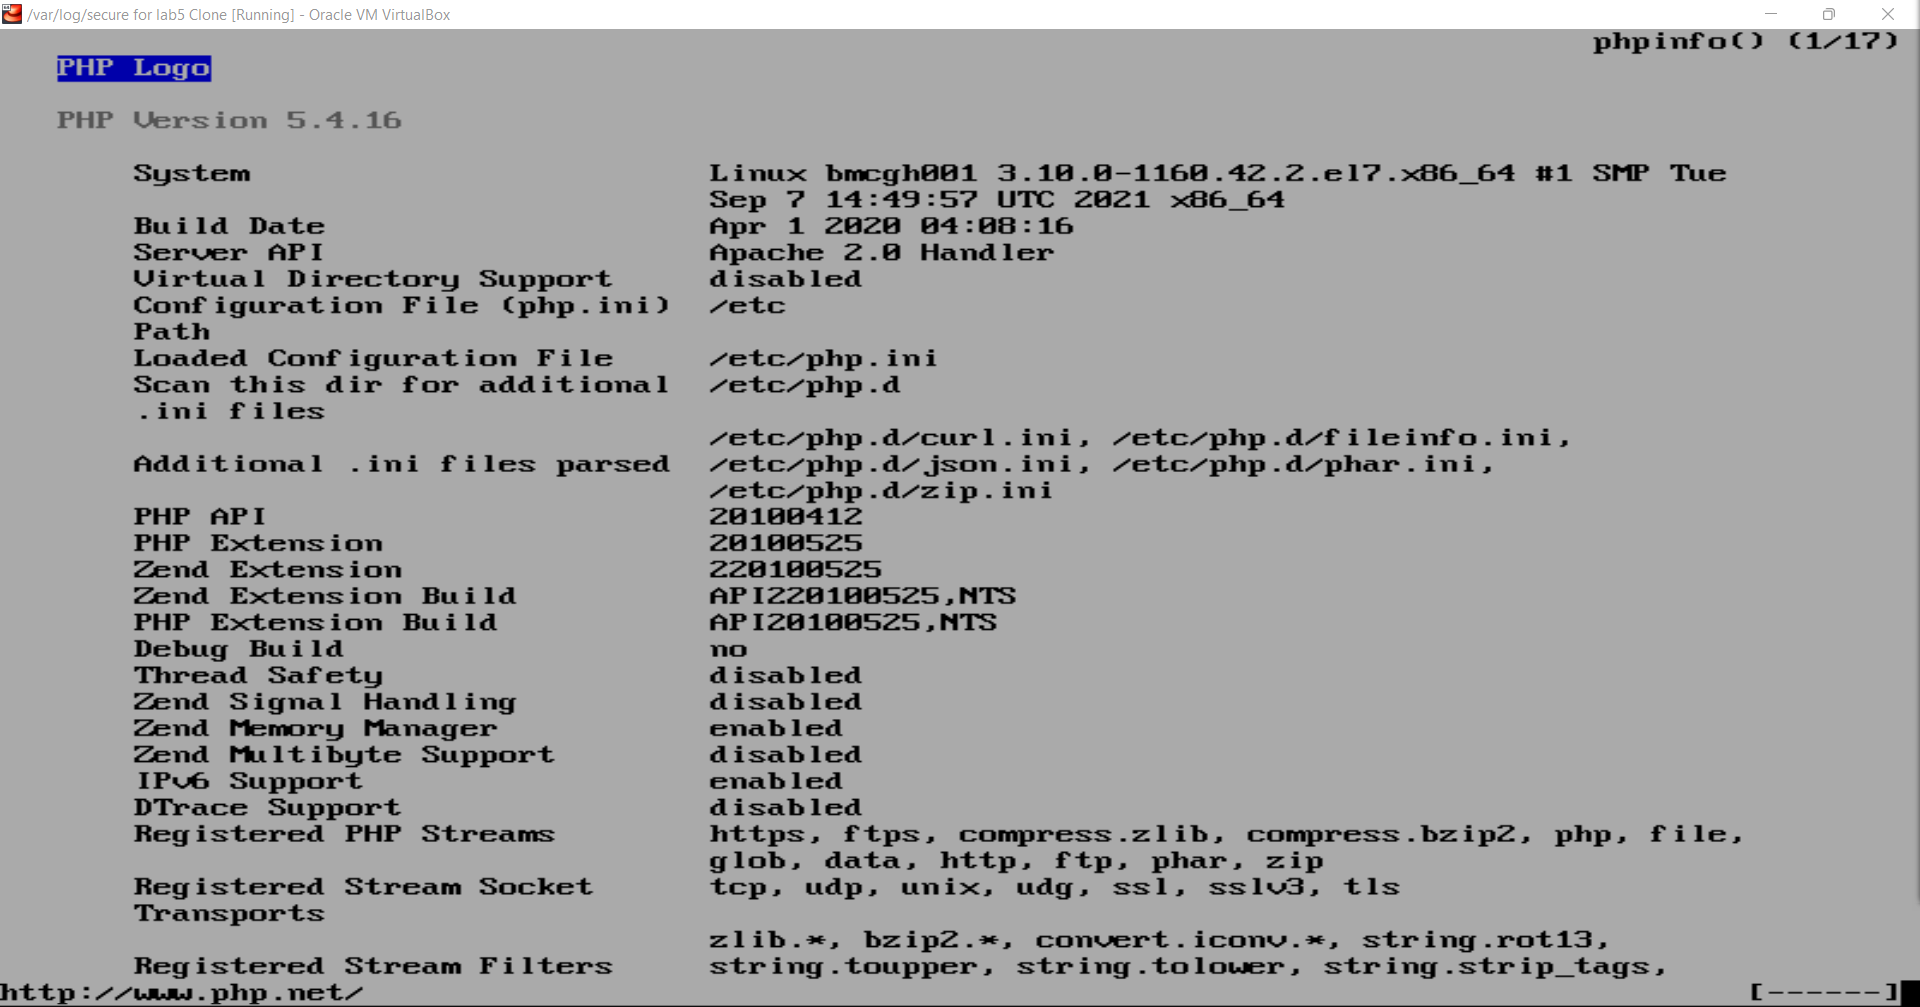 /var/log/secure for lab5 Clone [Running] - Oracle VM VirtualBox
phpinfo() (1/17)
PHP Logo
PHP Version 5.4.16
System Linux bmcgh001 3.10.0-1160.42.2.el7.x86_64 #1 SMP Tue
Sep 7 14:49:57 UTC 2021 x86_64
Build Date Apr 1 2020 04:08:16
Server API Apache 2.0 Handler
Virtual Directory Support disabled
Configuration File (php.ini) /etc
Path
Loaded Configuration File /etc/php.ini
Scan this dir for additional /etc/php.d
.ini files
/etc/php.d/curl.ini, /etc/php.d/fileinfo.ini,
Additional .ini files parsed /etc/php.d/json.ini, /etc/php.d/phar.ini,
/etc/php.d/zip.ini
PHP API 20100412
PHP Extension 20100525
Zend Extension 220100525
Zend Extension Build API220100525,NTS
PHP Extension Build API20100525,NTS
Debug Build no
Thread Safety disabled
Zend Signal Handling disabled
Zend Memory Manager enabled
Zend Multibyte Support disabled
IPv6 Support enabled
DTrace Support disabled
Registered PHP Streams https, ftps, compress.zlib, compress.bzip2, php, file,
glob, data, http, ftp, phar, zip
Registered Stream Socket tcp, udp, unix, udg, ssl, sslv3, tls
Transports
zlib.*, bzip2.*, convert.iconv.*, string.rot13,
Registered Stream Filters string.toupper, string.tolower, string.strip_tags,
http://www.php.net/ [------]